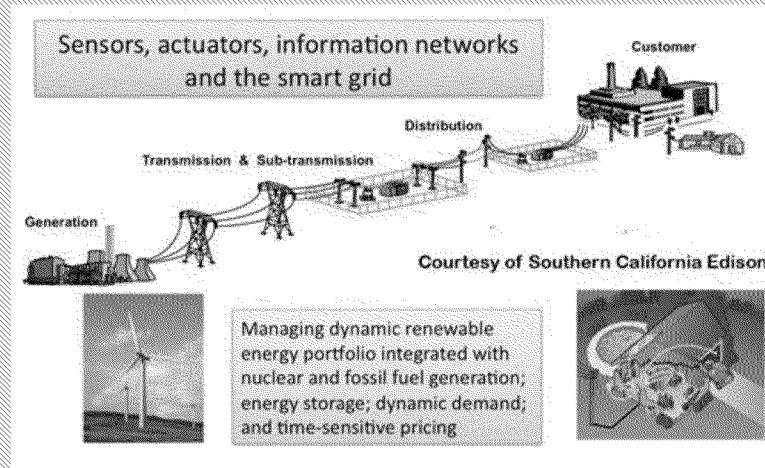 Sensors, actuators, information networks
and the smart grid
Customer
Distribution
Transmission & Sub-transmission
Generation
Courtesy of Southern California Edison
Managing dynamic renewable
energy portfolio integrated with
nuclear and fossil fuel generation;
energy storage; dynamic demand;
and time-sensitive pricing